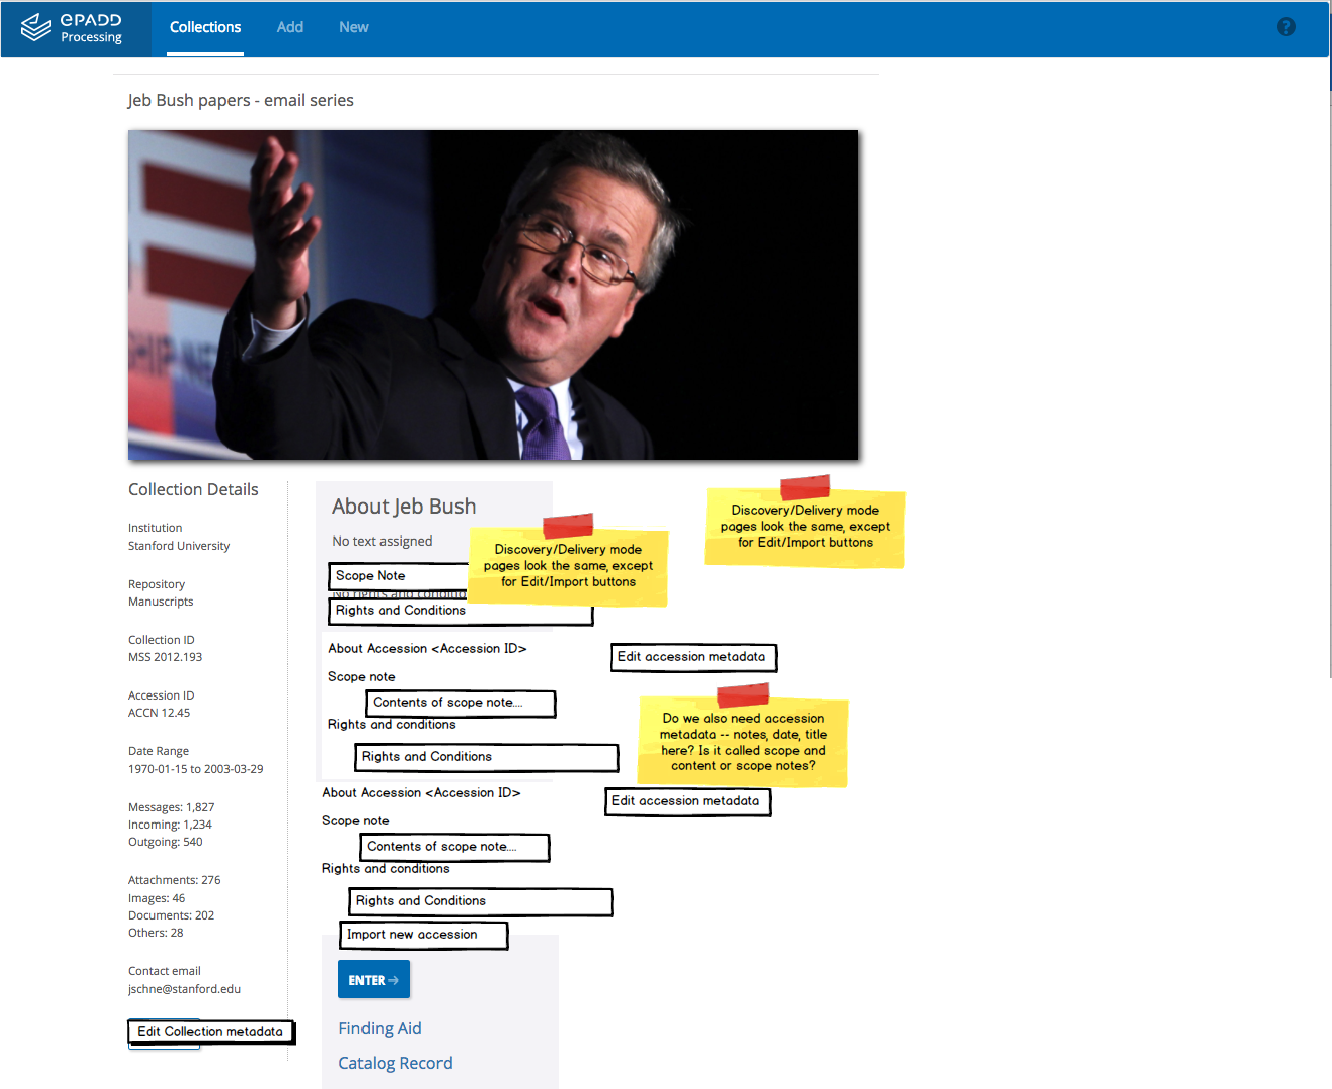 ePADD
Processing
Collections
Add
New
?
Jeb Bush papers - email series
SHIP
Collection Details
Institution
Stanford University
Repository
Manuscripts
Collection ID
MSS 2012.193
Accession ID
ACCN 12.45
Date Range
1970-01-15 to 2003-03-29
Messages: 1,827
Incoming: 1,234
Outgoing: 540
Attachments: 276
Images: 46
Documents: 202
Others: 28
Contact email
jschne@stanford.edu
Edit Collection metadata
About Jeb Bush
No text assigned
Scope Note
No rights and conditio
Rights and Conditions
Discovery/Delivery mode
pages look the same, except
for Edit/Import buttons
Discovery/Delivery mode
pages look the same, except
for Edit/Import buttons
About Accession <Accession ID>
Edit accession metadata
Scope note
Contents of scope note....
Rights and conditions
Rights and Conditions
Do we also need accession
metadata -- notes, date, title
here? Is it called scope and
content or scope notes?
About Accession <Accession ID>
Edit accession metadata
Scope note
Contents of scope note....
Rights and conditions
Rights and Conditions
Import new accession
ENTER→
Finding Aid
Catalog Record